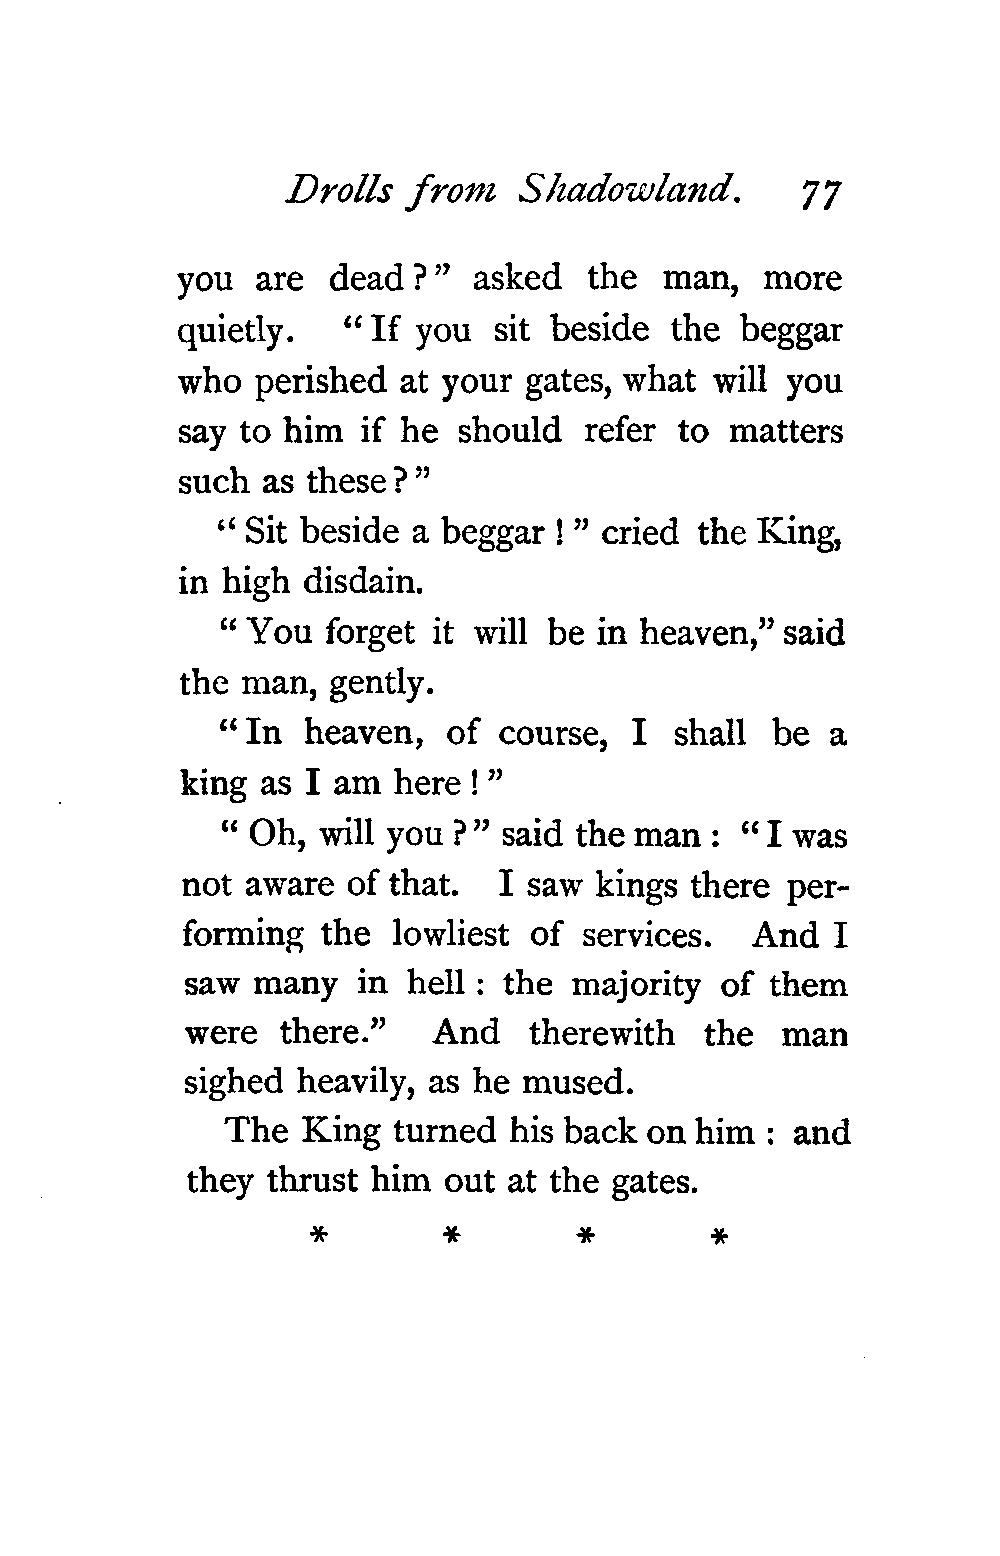 Drolls from Shadowland. 77
you are dead?" asked the man, more
quietly. "If you sit beside the beggar
who perished at your gates, what will you
say to him if he should refer to matters
such as these?"
"Sit beside a beggar!" cried the King,
in high disdain.
"You forget it will be in heaven," said
the man, gently.
"In heaven, of course, I shall be a
king as I am here!"
"Oh, will you?" said the man: "I was
not aware of that. I saw kings there per-
forming the lowliest of services. And I
saw many in hell: the majority of them
were there." And therewith the man
sighed heavily, as he mused.
The King turned his back on him: and
they thrust him out at the gates.
* * * *